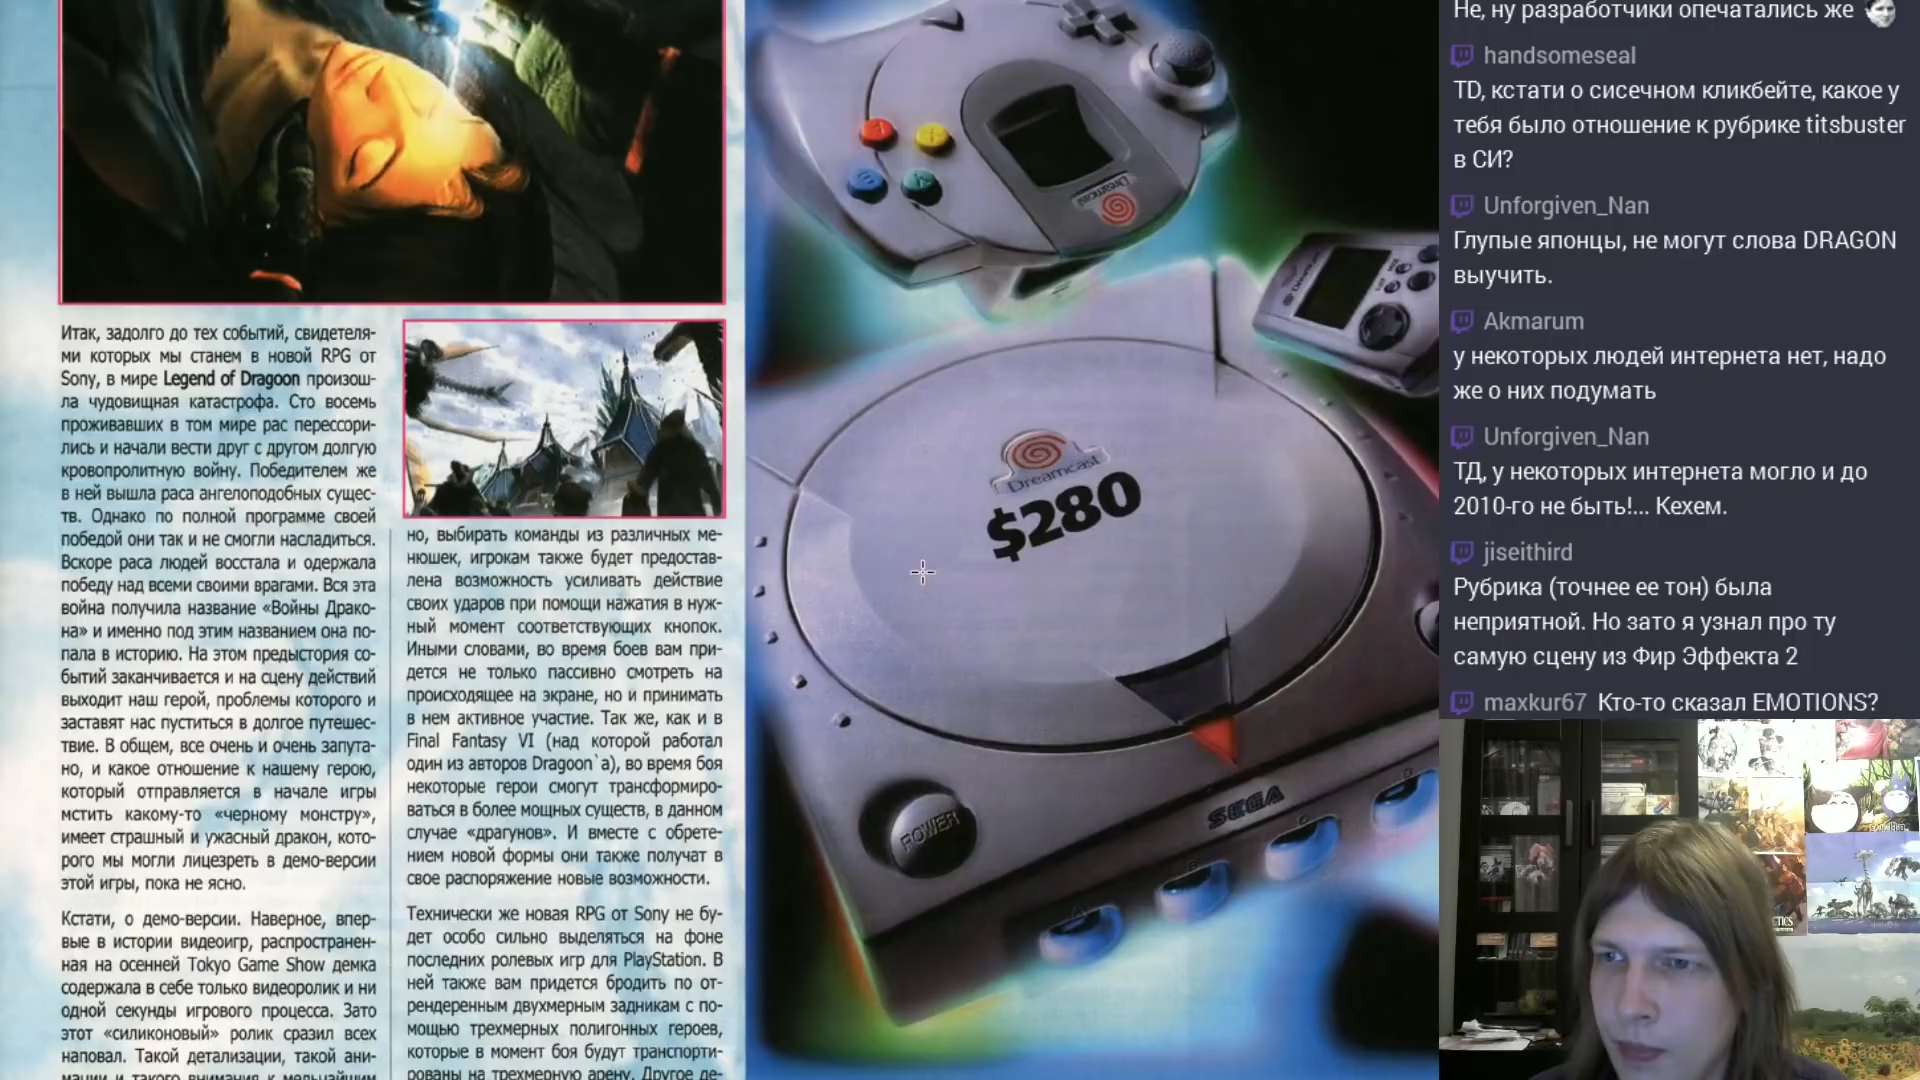 Итак, задолго до тех событий, свидетеля-
ми которых мы станем в новой RPG от
Sony, в мире Legend of Dragoon произош-
ла чудовищная катастрофа. Сто восемь
проживавших в том мире рас перессори-
лись и начали вести друг с другом долгую
кровопролитную войну. Победителем же
в ней вышла раса ангелоподобных сущес-
тв. Однако по полной программе своей
победой они так и не смогли насладиться.
Вскоре раса людей восстала и одержала
победу над всеми своими врагами. Вся эта
война получила название «Войны Драко-
на» и именно под этим названием она по-
пала в историю. На этом предыстория со-
бытий заканчивается и на сцену действий
выходит наш герой, проблемы которого и
заставят нас пуститься в долгое путешес-
твие. В общем, все очень и очень запута-
но, и какое отношение к нашему герою,
который отправляется в начале игры
мстить какому-то «черному монстру»,
имеет страшный и ужасный дракон, кото-
рого мы могли лицезреть в демо-версии
этой игры, пока не ясно.
Кстати, о демо-версии. Наверное, впер-
вые в истории видеоигр, распространен-
ная на осенней Tokyo Game Show демка
содержала в себе только видеоролик и ни
одной секунды игрового процесса. Зато
этот «силиконовый» ролик сразил всех
наповал. Такой детализации, такой ани-
мации и такого внимания к мельчайшим
но, выбирать команды из различных ме-
нюшек, игрокам также будет предостав-
лена возможность усиливать действие
своих ударов при помощи нажатия в нуж-
ный момент соответствующих кнопок.
Иными словами, во время боев вам при-
дется не только пассивно смотреть на
происходящее на экране, но и принимать
в нем активное участие. Так же, как и в
Final Fantasy VI (над которой работал
один из авторов Dragoon`а), во время боя
некоторые герои смогут трансформиро-
ваться в более мощных существ, в данном
случае «драгунов». И вместе с обрете-
нием новой формы они также получат в
свое распоряжение новые возможности.
Технически же новая RPG от Sony не бу-
дет особо сильно выделяться на фоне
последних ролевых игр для PlayStation. В
ней также вам придется бродить по от-
рендеренным двухмерным задникам с по-
мощью трехмерных полигонных героев,
которые в момент боя будут транспорти-
рованы на трехмерную арену. Другое де-
Dreamcast
Dreamcast
$280
POWER
SEGA
Не, ну разработчики опечатались же
handsomeseal
TD, кстати о сисечном кликбейте, какое у
тебя было отношение к рубрике titsbuster
в СИ?
Unforgiven_Nan
Глупые японцы, не могут слова DRAGON
выучить.
Akmarum
у некоторых людей интернета нет, надо
же о них подумать
Unforgiven_Nan
ТД, у некоторых интернета могло и до
2010-го не быть!... Кехем.
jiseithird
Рубрика (точнее ее тон) была
неприятной. Но зато я узнал про ту
самую сцену из Фир Эффекта 2
maxkur67 Кто-то сказал EMOTIONS?